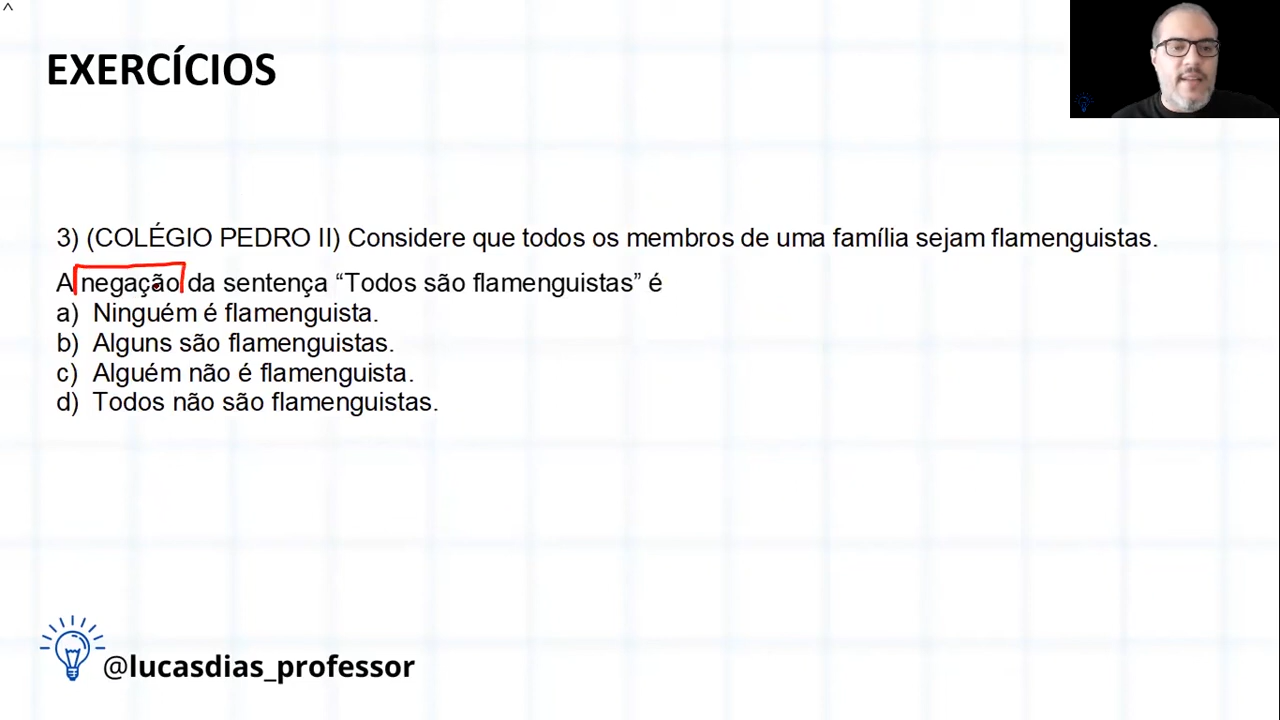 ^
EXERCÍCIOS
3) (COLÉGIO PEDRO II) Considere que todos os membros de uma família sejam flamenguistas.
A negação da sentença “Todos são flamenguistas” é
a) Ninguém é flamenguista.
b) Alguns são flamenguistas.
c) Alguém não é flamenguista.
d) Todos não são flamenguistas.
@lucasdias_professor